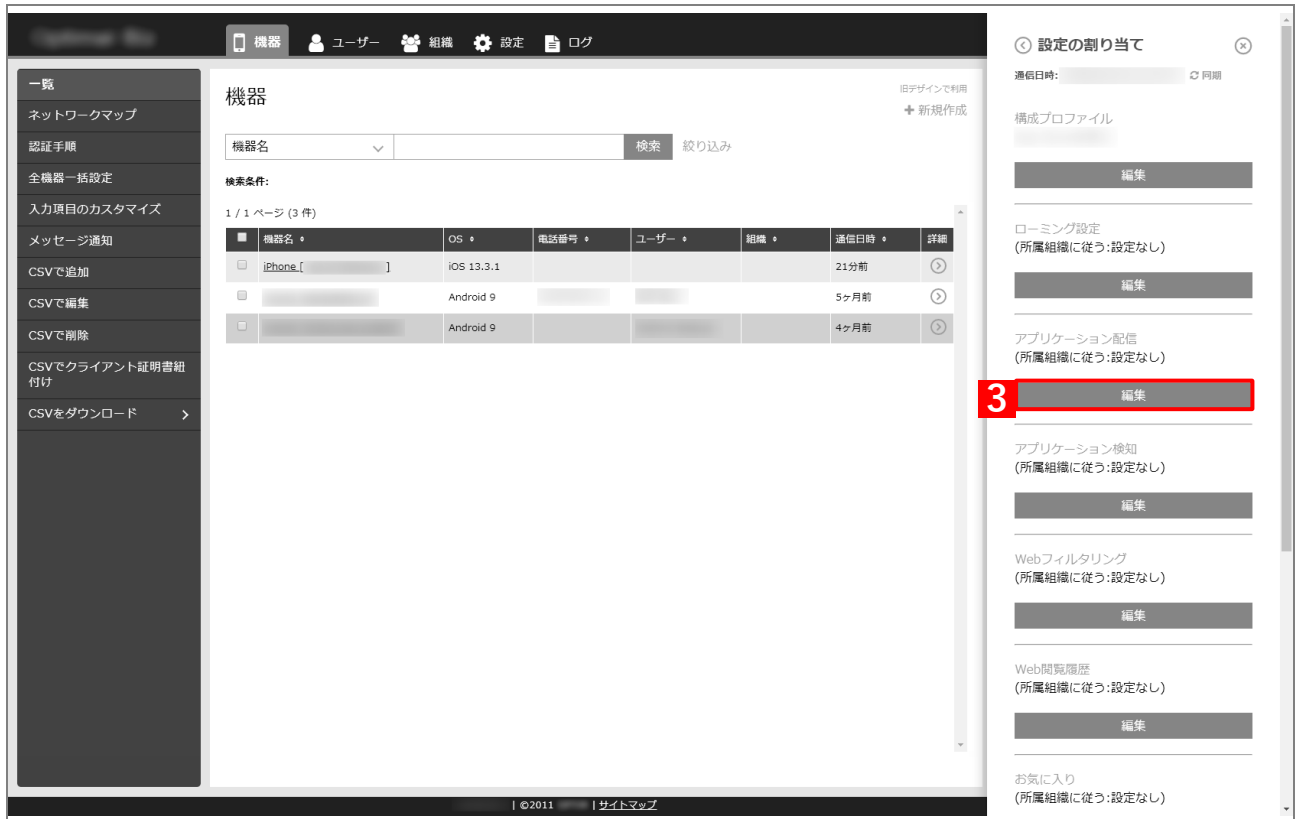 機器
ユーザー
組織
設定
ログ
一覧
ネットワークマップ
認証手順
全機器一括設定
入力項目のカスタマイズ
メッセージ通知
CSVで追加
CSVで編集
CSVで削除
CSVでクライアント証明書紐
付け
CSVをダウンロード
機器
旧デザインで利用
新規作成
機器名
検索
絞り込み
検索条件:
1 / 1 ページ (3 件)
機器名 OS 電話番号 ユーザー 組織 通信日時 詳細
iPhone [ ] iOS 13.3.1 21分前
Android 9 5ヶ月前
Android 9 4ヶ月前
設定の割り当て
通信日時: 同期
構成プロファイル
編集
ローミング設定
(所属組織に従う:設定なし)
編集
アプリケーション配信
(所属組織に従う:設定なし)
3
編集
アプリケーション検知
(所属組織に従う:設定なし)
編集
Webフィルタリング
(所属組織に従う:設定なし)
編集
Web閲覧履歴
(所属組織に従う:設定なし)
編集
お気に入り
(所属組織に従う:設定なし)
| ©2011 | サイトマップ